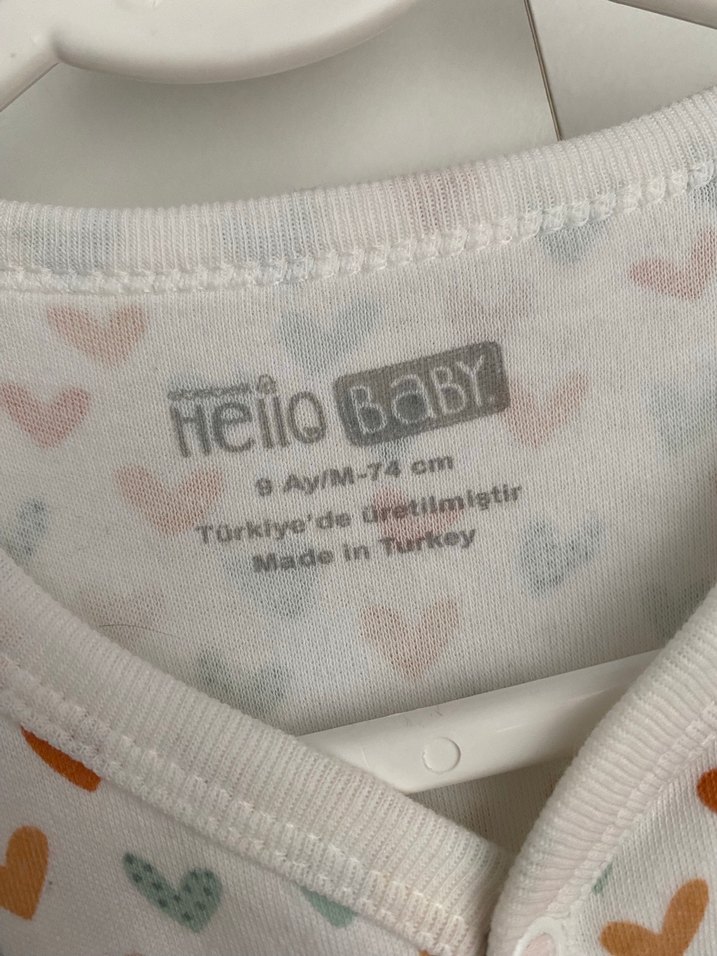 Hello BABY
9 Ay/M-74 cm
Türkiye'de üretilmiştir
Made in Turkey